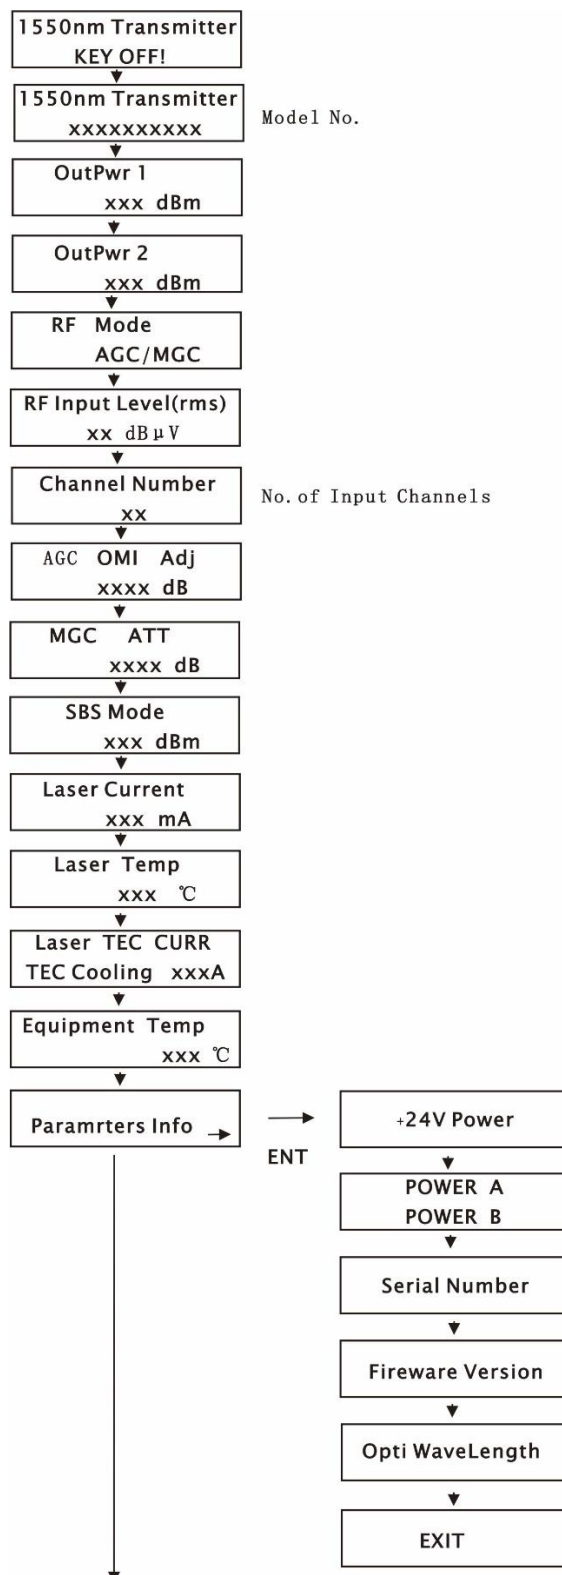 1550nm Transmitter
KEY OFF!
1550nm Transmitter
xxxxxxxxxx
Model No.
OutPwr 1
xxx dBm
OutPwr 2
xxx dBm
RF Mode
AGC/MGC
RF Input Level(rms)
xx dBμV
Channel Number
xx
No. of Input Channels
AGC OMI Adj
xxxx dB
MGC ATT
xxxx dB
SBS Mode
xxx dBm
Laser Current
xxx mA
Laser Temp
xxx ℃
Laser TEC CURR
TEC Cooling xxxA
Equipment Temp
xxx ℃
Paramrters Info
ENT
+24V Power
POWER A
POWER B
Serial Number
Fireware Version
Opti WaveLength
EXIT